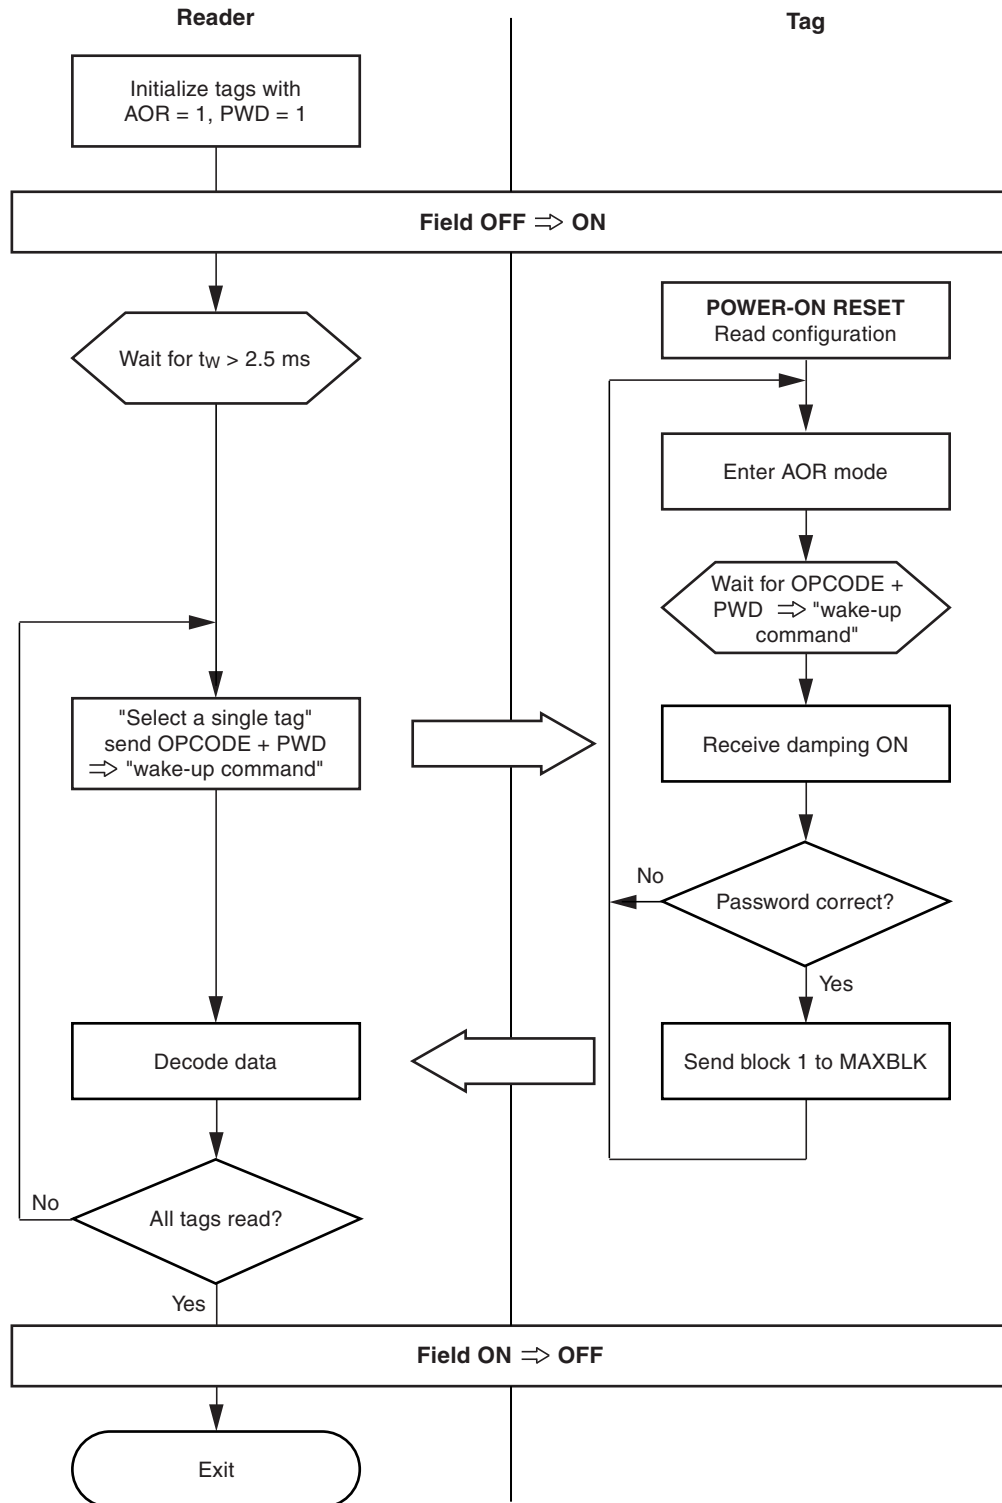 Reader
Tag
Initialize tags with
AOR = 1, PWD = 1
Field OFF ⇒ ON
POWER-ON RESET
Read configuration
Wait for tW > 2.5 ms
Enter AOR mode
Wait for OPCODE +
PWD ⇒ "wake-up
command"
"Select a single tag"
send OPCODE + PWD
⇒ "wake-up command"
Receive damping ON
No
Password correct?
Yes
Decode data
Send block 1 to MAXBLK
No
All tags read?
Yes
Field ON ⇒ OFF
Exit